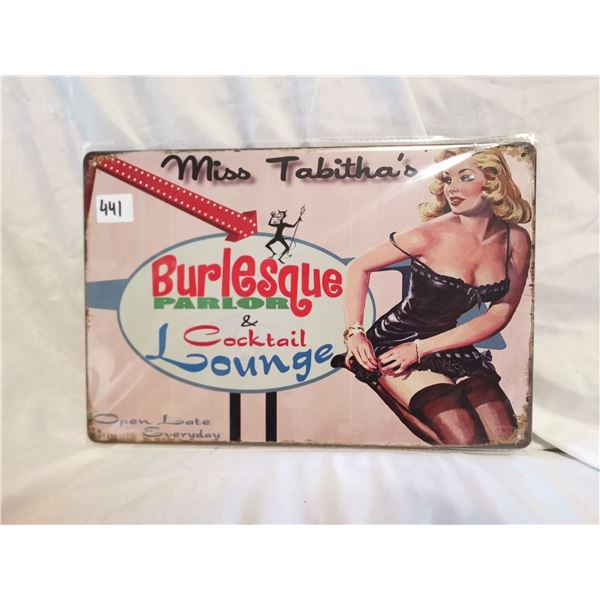 Miss Tabitha's
441
Burlesque
PARLOR
&
Cocktail
Lounge
Open Late
Everyday